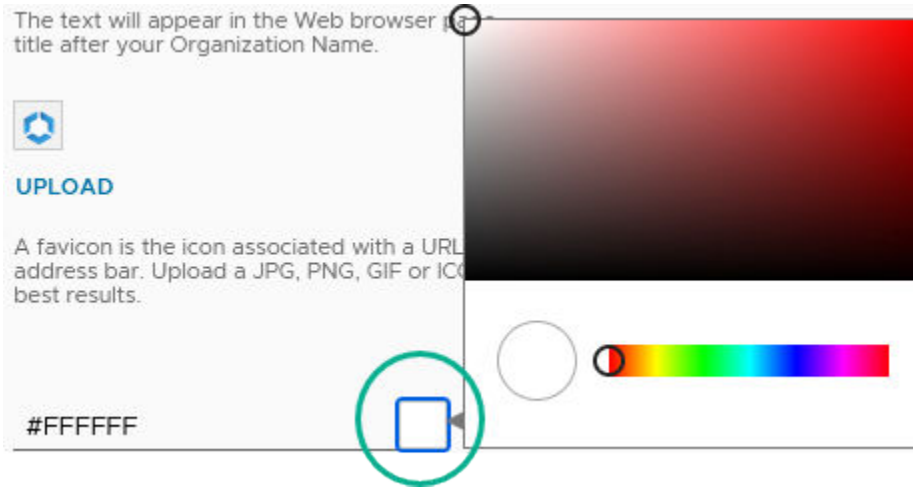 The text will appear in the Web browser
title after your Organization Name.
UPLOAD
A favicon is the icon associated with a URL
address bar. Upload a JPG, PNG, GIF or
best results.
#FFFFFF